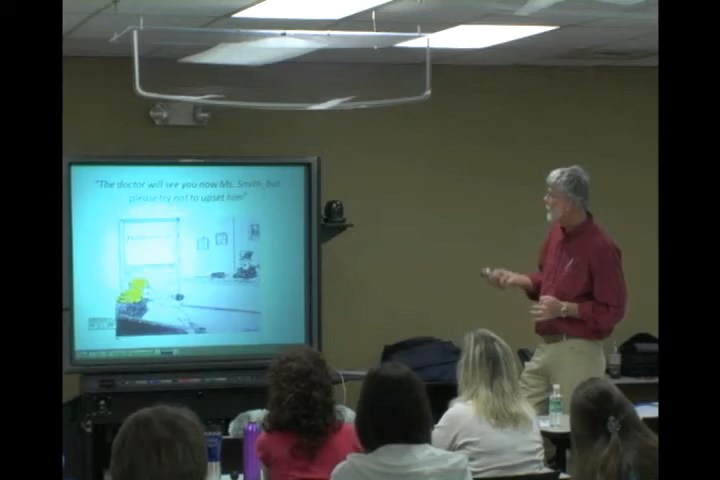 "The doctor will see you now Ms. Smith, but
please try not to upset him"